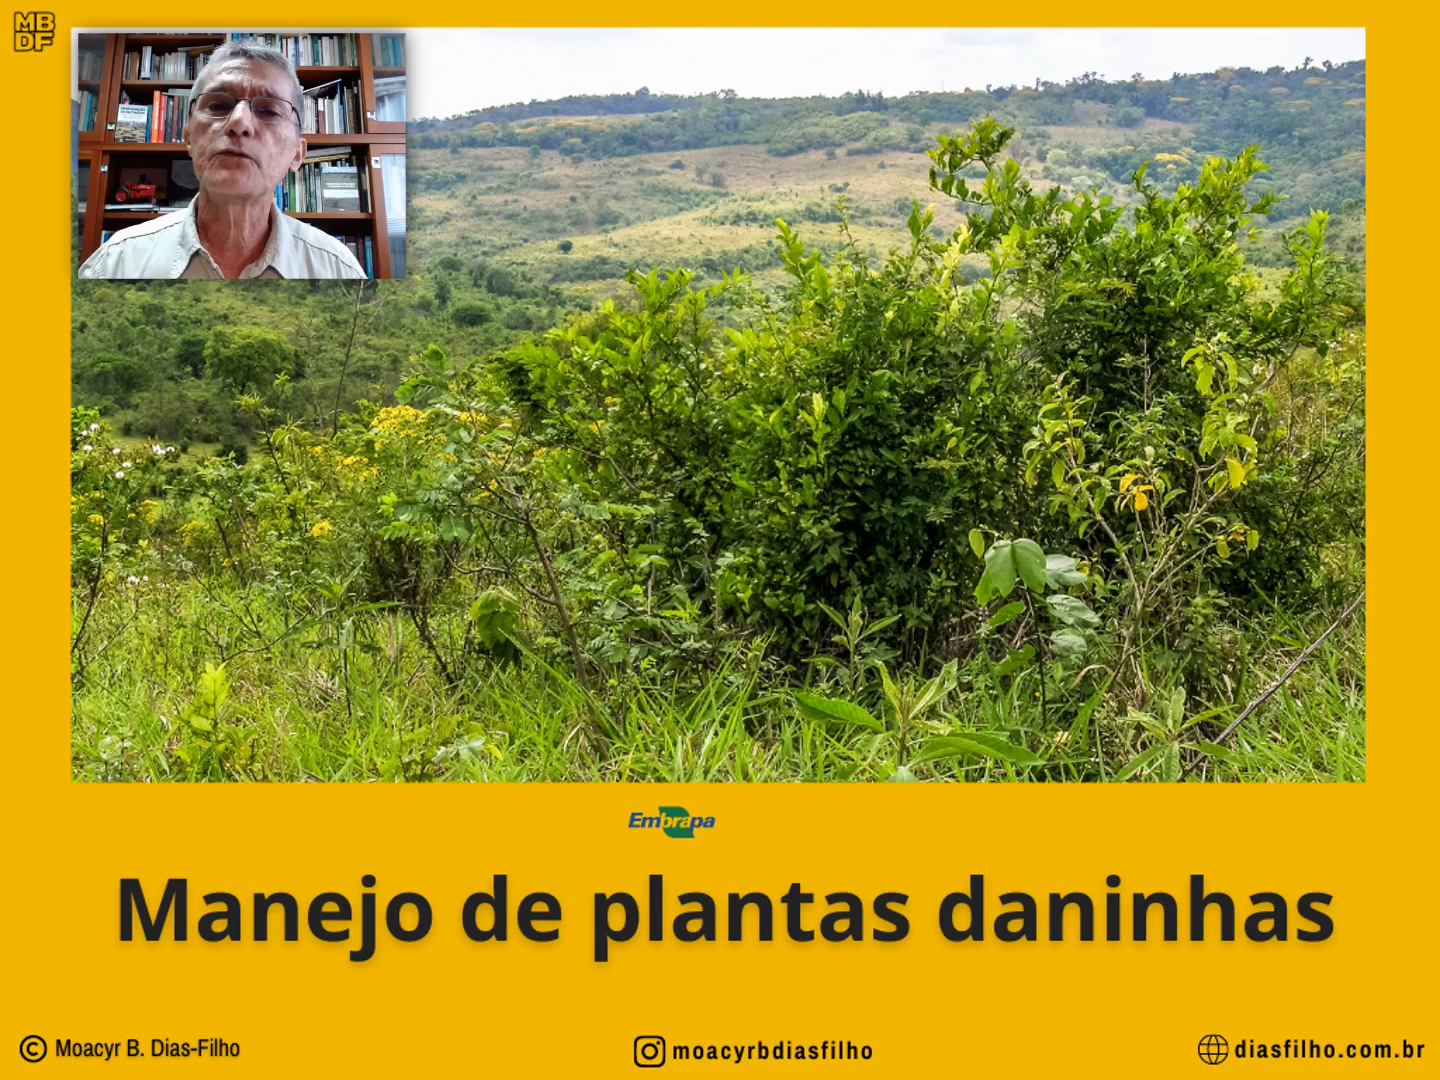 MB
DF
Embrapa
Manejo de plantas daninhas
© Moacyr B. Dias-Filho
moacyrbdiasfilho
diasfilho.com.br